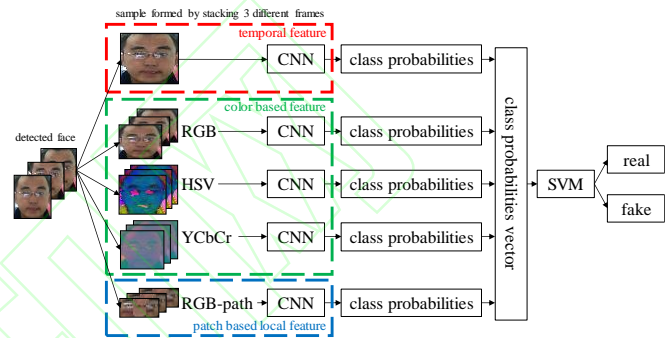 sample formed by stacking 3 different frames
temporal feature
CNN
class probabilities
color based feature
detected face
RGB
CNN
class probabilities
HSV
CNN
class probabilities
YCbCr
CNN
class probabilities
RGB-path
CNN
class probabilities
patch based local feature
class probabilities vector
SVM
real
fake